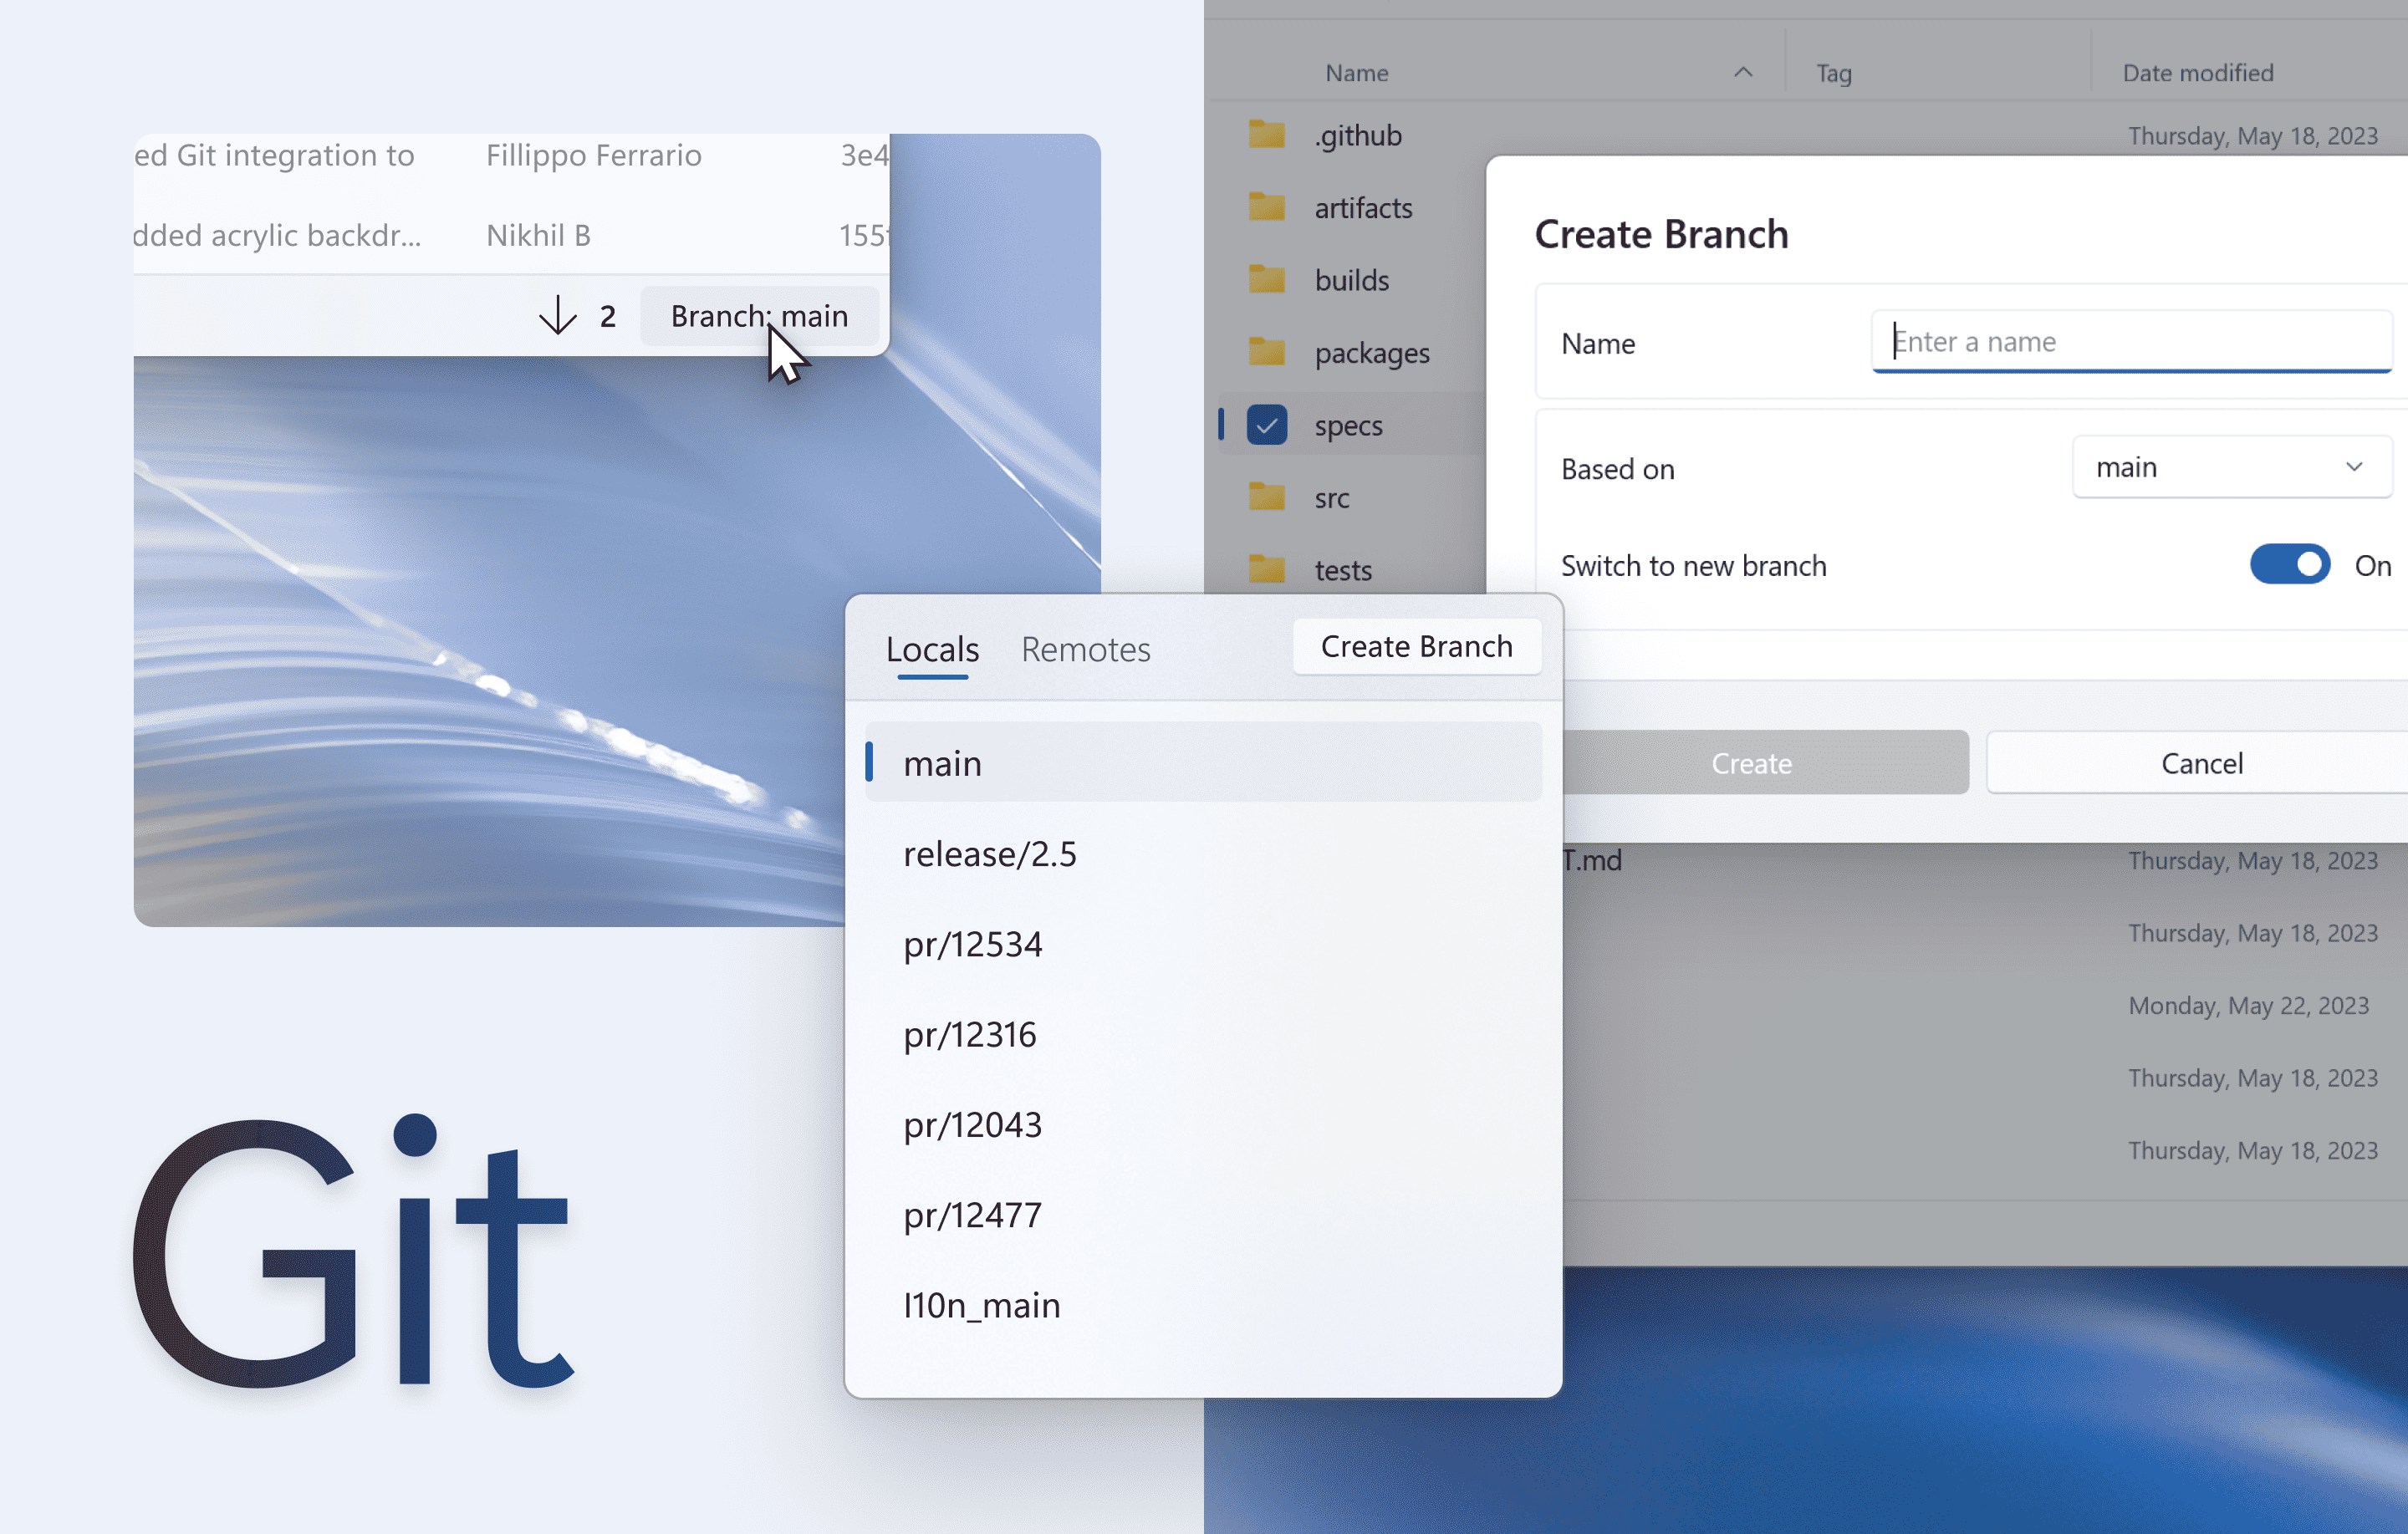 ed Git integration to Fillippo Ferrario 3e4
dded acrylic backdr... Nikhil B 155
2 Branch: main
Git
Name Tag Date modified
.github Thursday, May 18, 2023
artifacts
builds
packages
specs
src
tests
T.md Thursday, May 18, 2023
Thursday, May 18, 2023
Monday, May 22, 2023
Thursday, May 18, 2023
Thursday, May 18, 2023
Create Branch
Name Enter a name
Based on main
Switch to new branch On
Create Cancel
Locals Remotes Create Branch
main
release/2.5
pr/12534
pr/12316
pr/12043
pr/12477
l10n_main